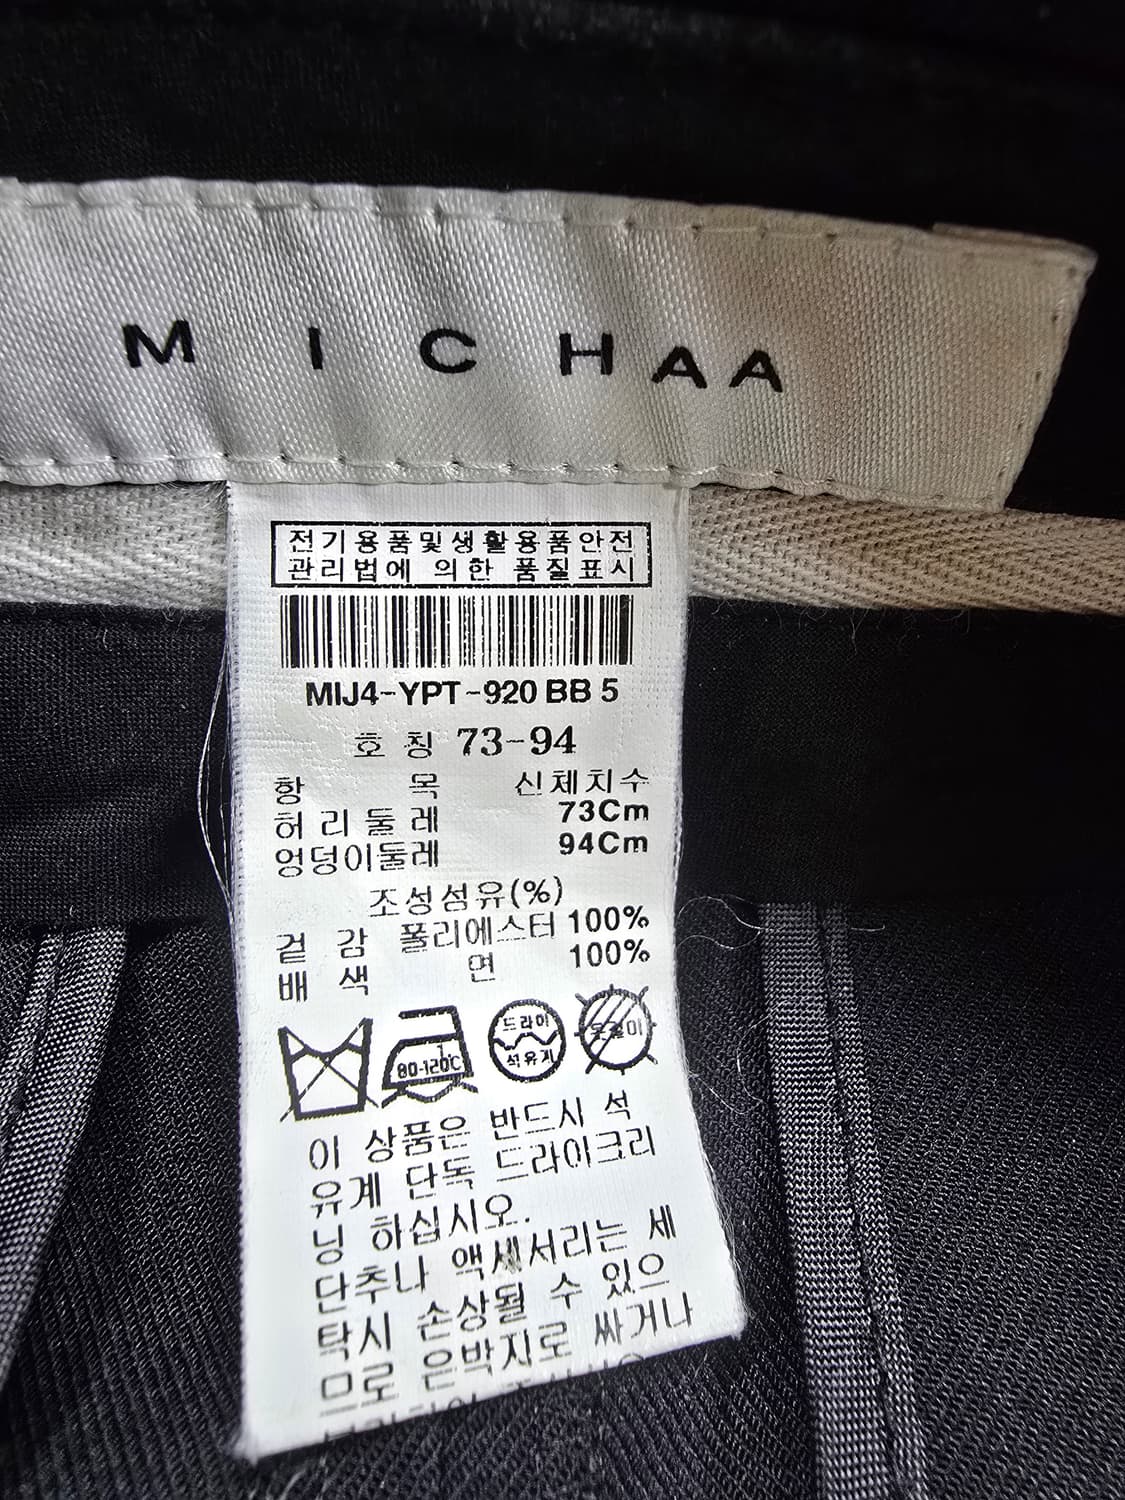 MICHAA
전기용품및생활용품안전
관리법에 의한 품질표시
MIJ4-YPT-920 BB 5
호칭 73-94
항 목 신체치수
허리둘레 73Cm
엉덩이둘레 94Cm
조성섬유(%)
겉감 폴리에스터 100%
배색 면 100%
80-120℃ 드라이
석유계
이 상품은 반드시 석
유계 단독 드라이크리
닝 하십시오.
단추나 액세서리는 세
탁시 손상될 수 있으
므로 은박지로 싸거나